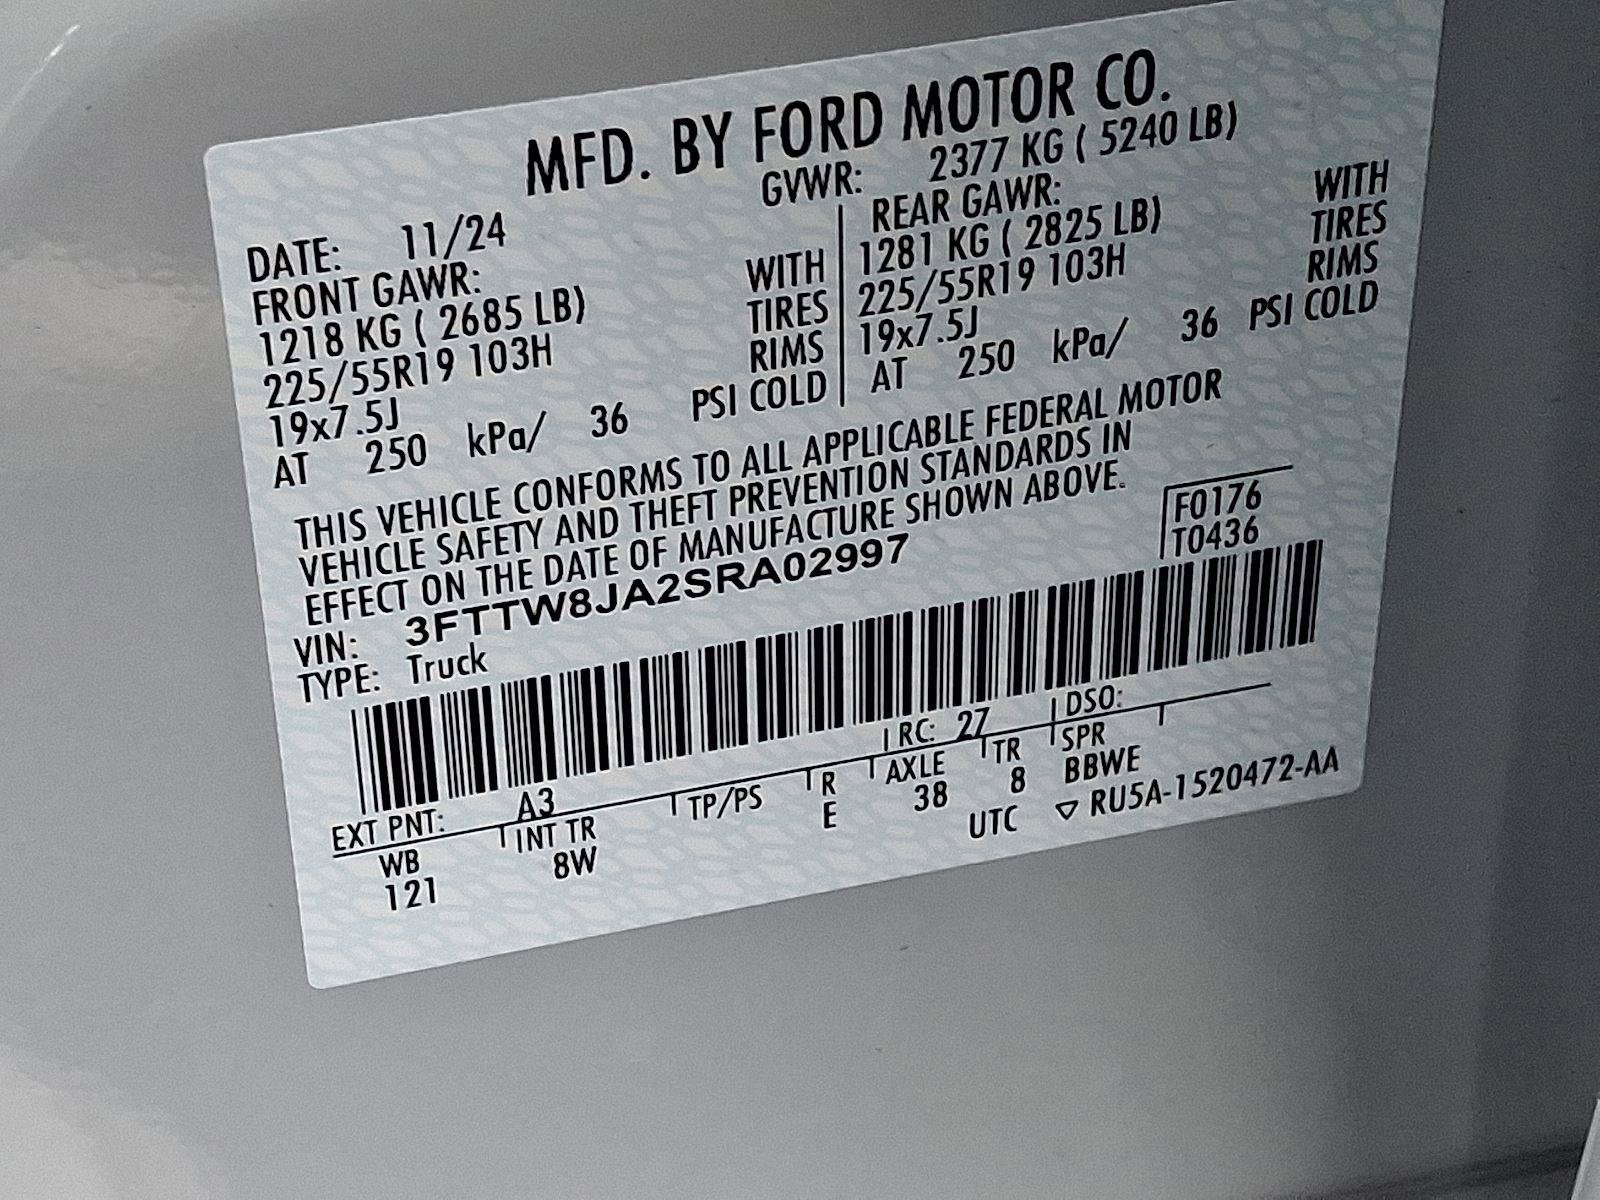 MFD. BY FORD MOTOR CO.
DATE: 11/24 GVWR: 2377 KG ( 5240 LB)
FRONT GAWR: REAR GAWR:
1218 KG ( 2685 LB) WITH 1281 KG ( 2825 LB) WITH
225/55R19 103H TIRES 225/55R19 103H TIRES
19x7.5J RIMS 19x7.5J RIMS
AT 250 kPa/ 36 PSI COLD AT 250 kPa/ 36 PSI COLD
THIS VEHICLE CONFORMS TO ALL APPLICABLE FEDERAL MOTOR
VEHICLE SAFETY AND THEFT PREVENTION STANDARDS IN
EFFECT ON THE DATE OF MANUFACTURE SHOWN ABOVE.
F0176
T0436
VIN: 3FTTW8JA2SRA02997
TYPE: Truck
EXT PNT: A3 RC: 27 DSO:
WB INT TR TP/PS R AXLE TR SPR
121 8W E 38 8 BBWE
UTC ▽ RU5A-1520472-AA